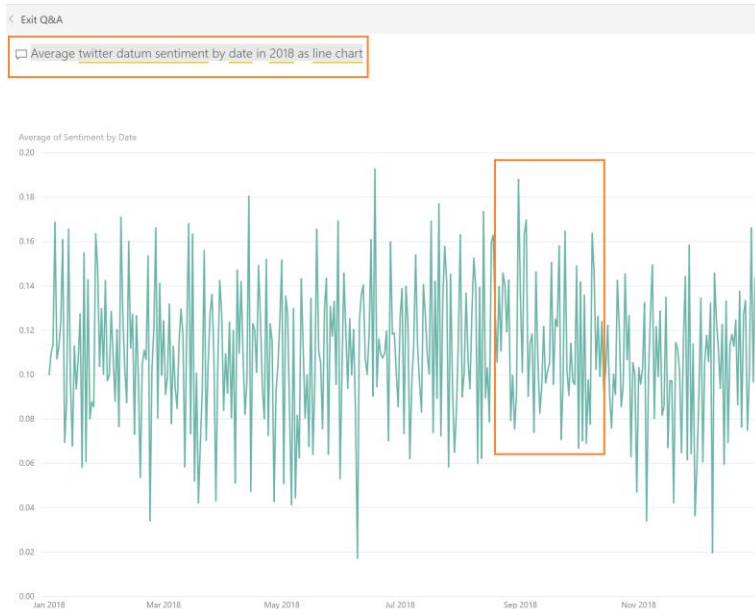 Exit Q&A
Average twitter datum sentiment by date in 2018 as line chart
Average of Sentiment by Date
0.20
0.18
0.16
0.14
0.12
0.10
0.08
0.06
0.04
0.02
0.00
Jan 2018 Mar 2018 May 2018 Jul 2018 Sep 2018 Nov 2018